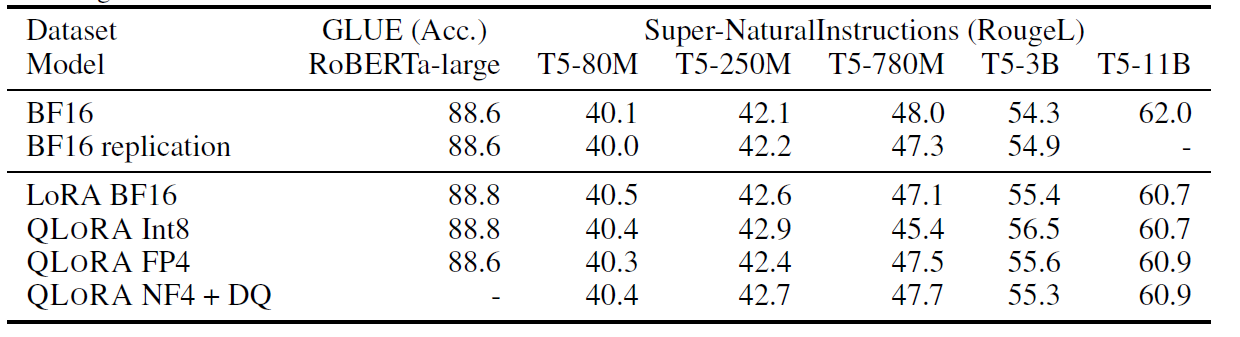 Dataset GLUE (Acc.) Super-NaturalInstructions (RougeL)
Model RoBERTa-large T5-80M T5-250M T5-780M T5-3B T5-11B
BF16 88.6 40.1 42.1 48.0 54.3 62.0
BF16 replication 88.6 40.0 42.2 47.3 54.9 -
LoRA BF16 88.8 40.5 42.6 47.1 55.4 60.7
QLoRA Int8 88.8 40.4 42.9 45.4 56.5 60.7
QLoRA FP4 88.6 40.3 42.4 47.5 55.6 60.9
QLoRA NF4 + DQ - 40.4 42.7 47.7 55.3 60.9